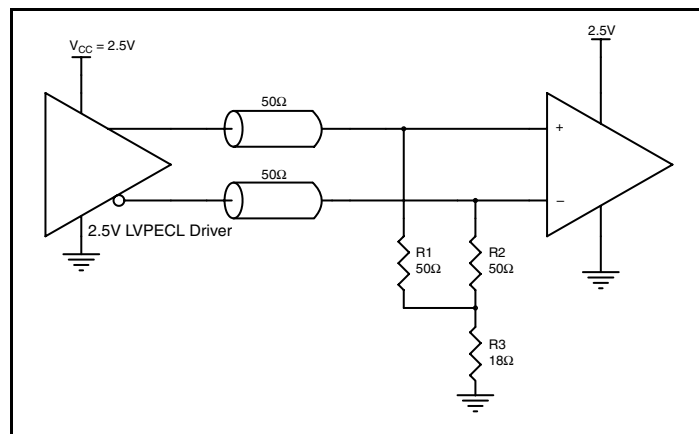 V_CC = 2.5V
2.5V
50Ω
+
50Ω
–
2.5V LVPECL Driver
R1
50Ω
R2
50Ω
R3
18Ω